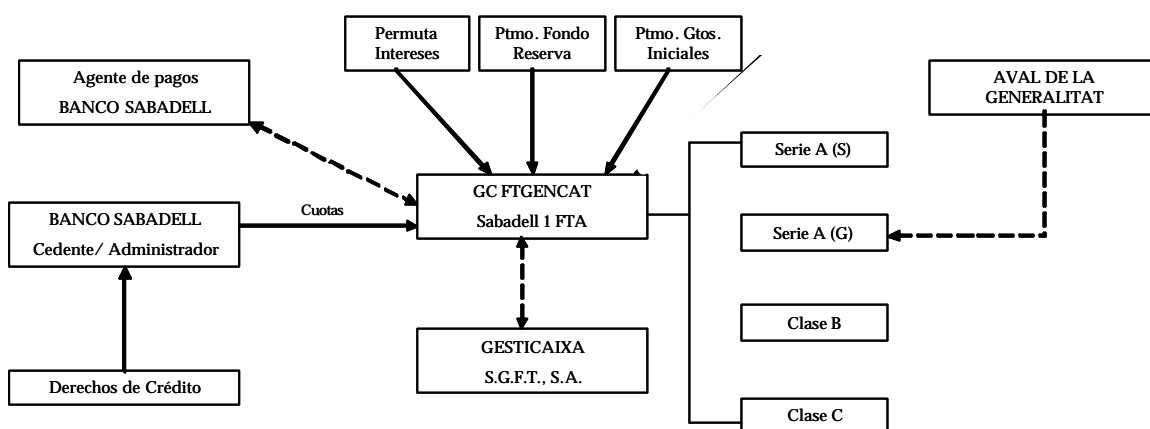 Permuta
Intereses
Ptmo. Fondo
Reserva
Ptmo. Gtos.
Iniciales
Agente de pagos
BANCO SABADELL
AVAL DE LA
GENERALITAT
Serie A (S)
GC FTGENCAT
Sabadell 1 FTA
Cuotas
BANCO SABADELL
Cedente/ Administrador
Serie A (G)
Clase B
GESTICAIXA
S.G.F.T., S.A.
Derechos de Crédito
Clase C